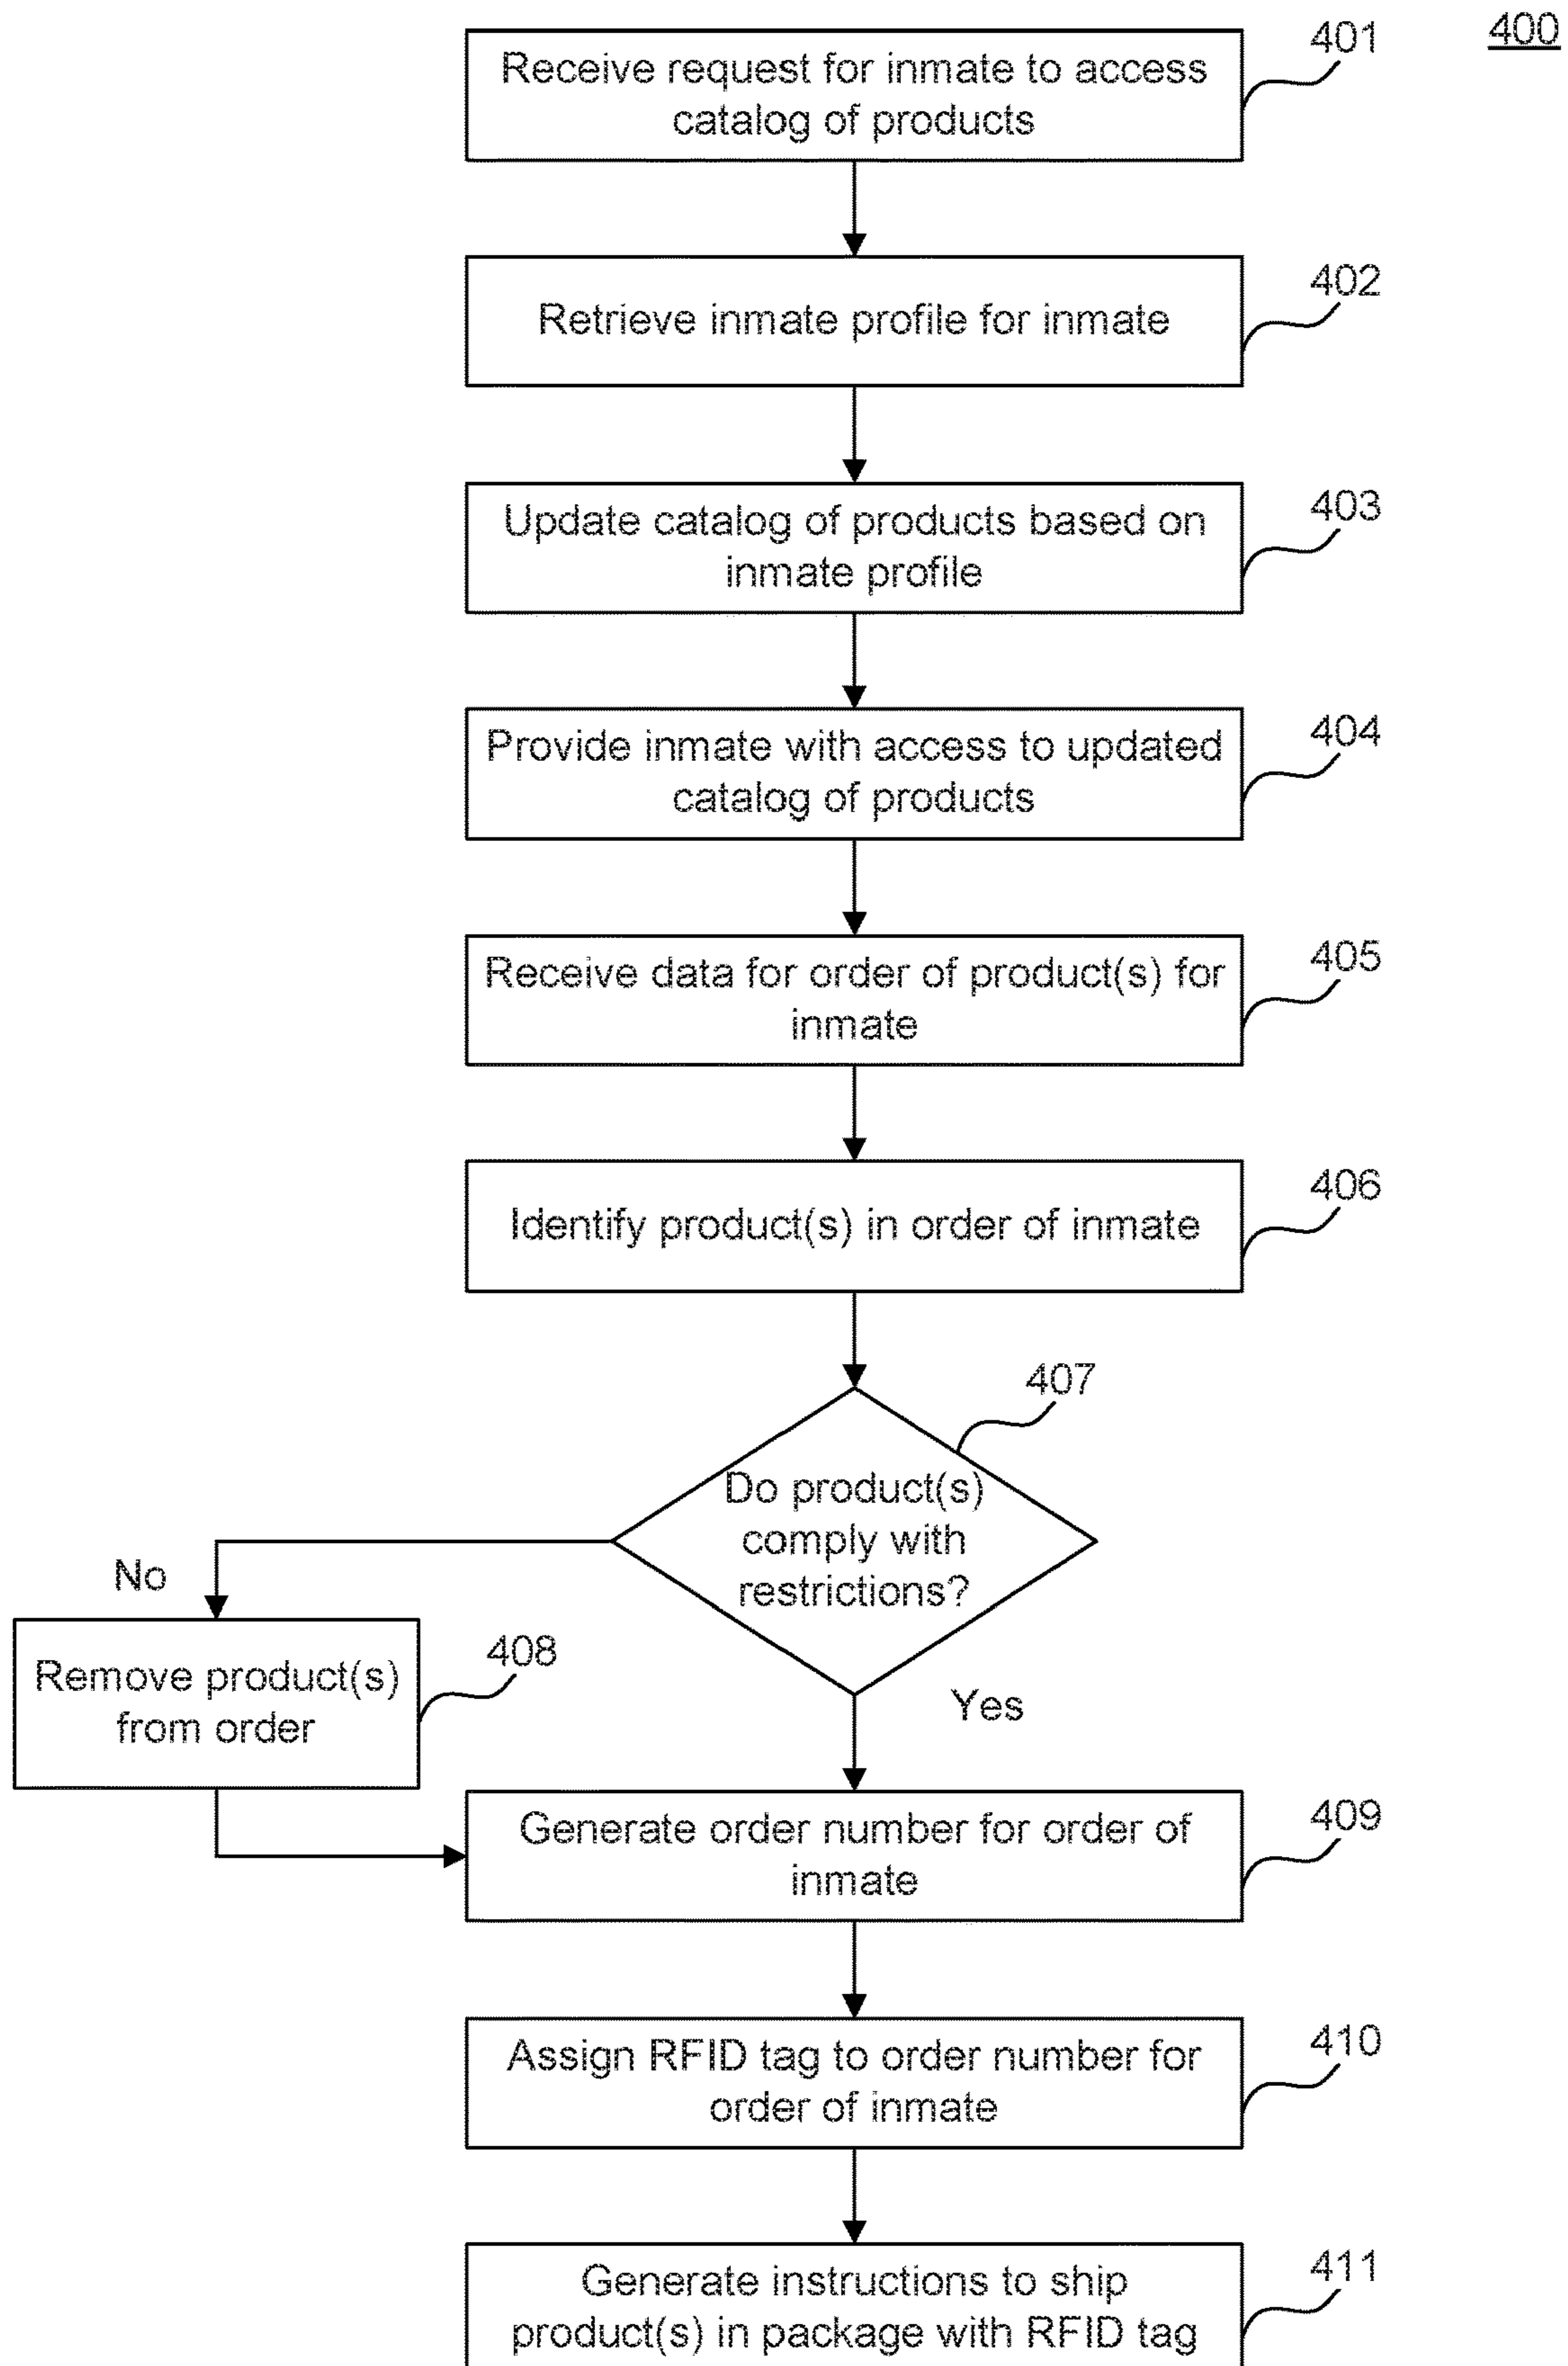 400
401
Receive request for inmate to access
catalog of products
402
Retrieve inmate profile for inmate
403
Update catalog of products based on
inmate profile
404
Provide inmate with access to updated
catalog of products
405
Receive data for order of product(s) for
inmate
406
Identify product(s) in order of inmate
407
Do product(s)
comply with
restrictions?
No
Yes
408
Remove product(s)
from order
409
Generate order number for order of
inmate
410
Assign RFID tag to order number for
order of inmate
411
Generate instructions to ship
product(s) in package with RFID tag